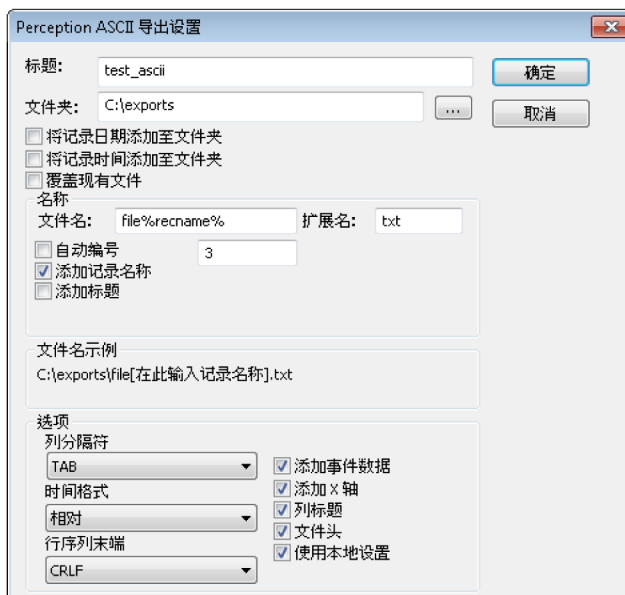 Perception ASCII 导出设置
标题: test_ascii 确定
文件夹: C:\exports ... 取消
将记录日期添加至文件夹
将记录时间添加至文件夹
覆盖现有文件
名称
文件名: file%recname% 扩展名: txt
自动编号 3
添加记录名称
添加标题
文件名示例
C:\exports\file[在此输入记录名称].txt
选项
列分隔符
TAB 添加事件数据
时间格式 添加 X 轴
相对 列标题
行序列末端 文件头
CRLF 使用本地设置